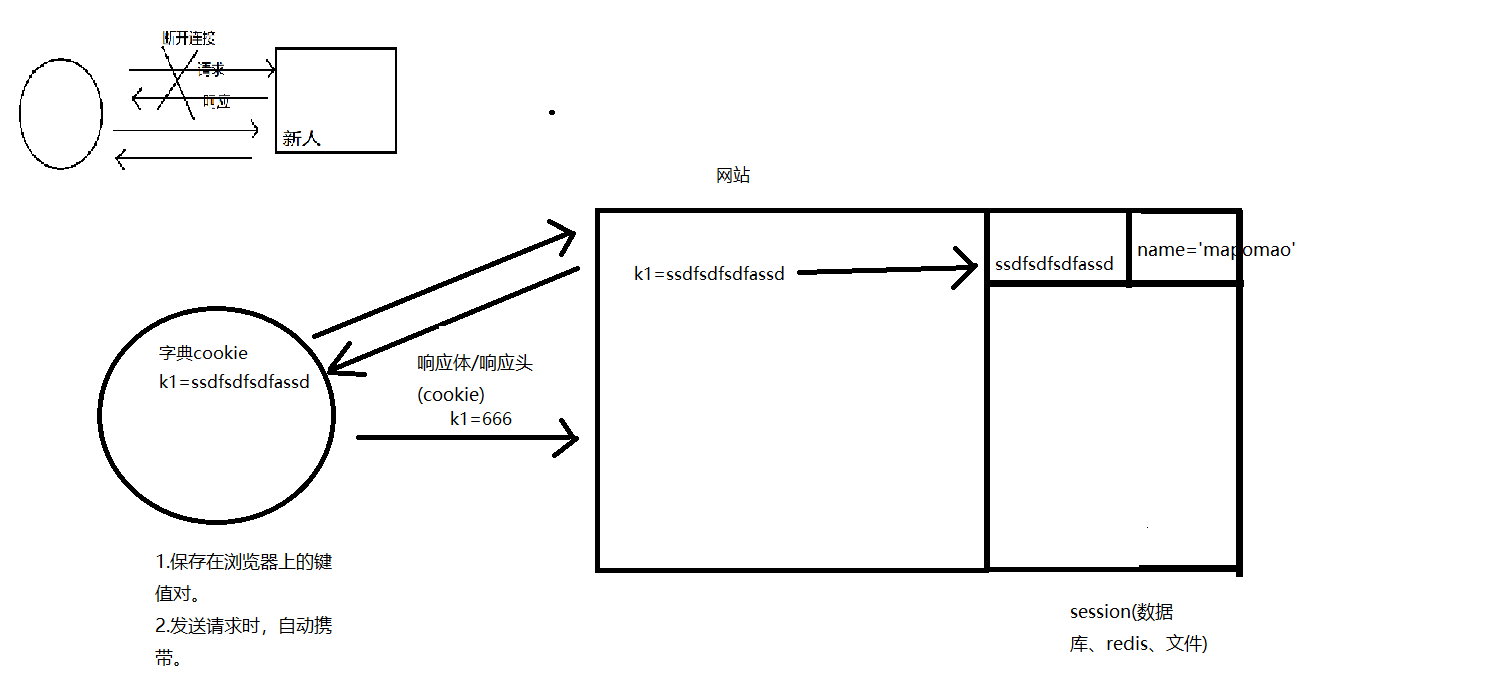 断开连接
请求
响应
新人
网站
k1=ssdfsdfsdfassd
ssdfsdfsdfassd
name='mapomao'
字典cookie
k1=ssdfsdfsdfassd
响应体/响应头
(cookie)
k1=666
1.保存在浏览器上的键
值对。
2.发送请求时，自动携
带。
session(数据
库、redis、文件)